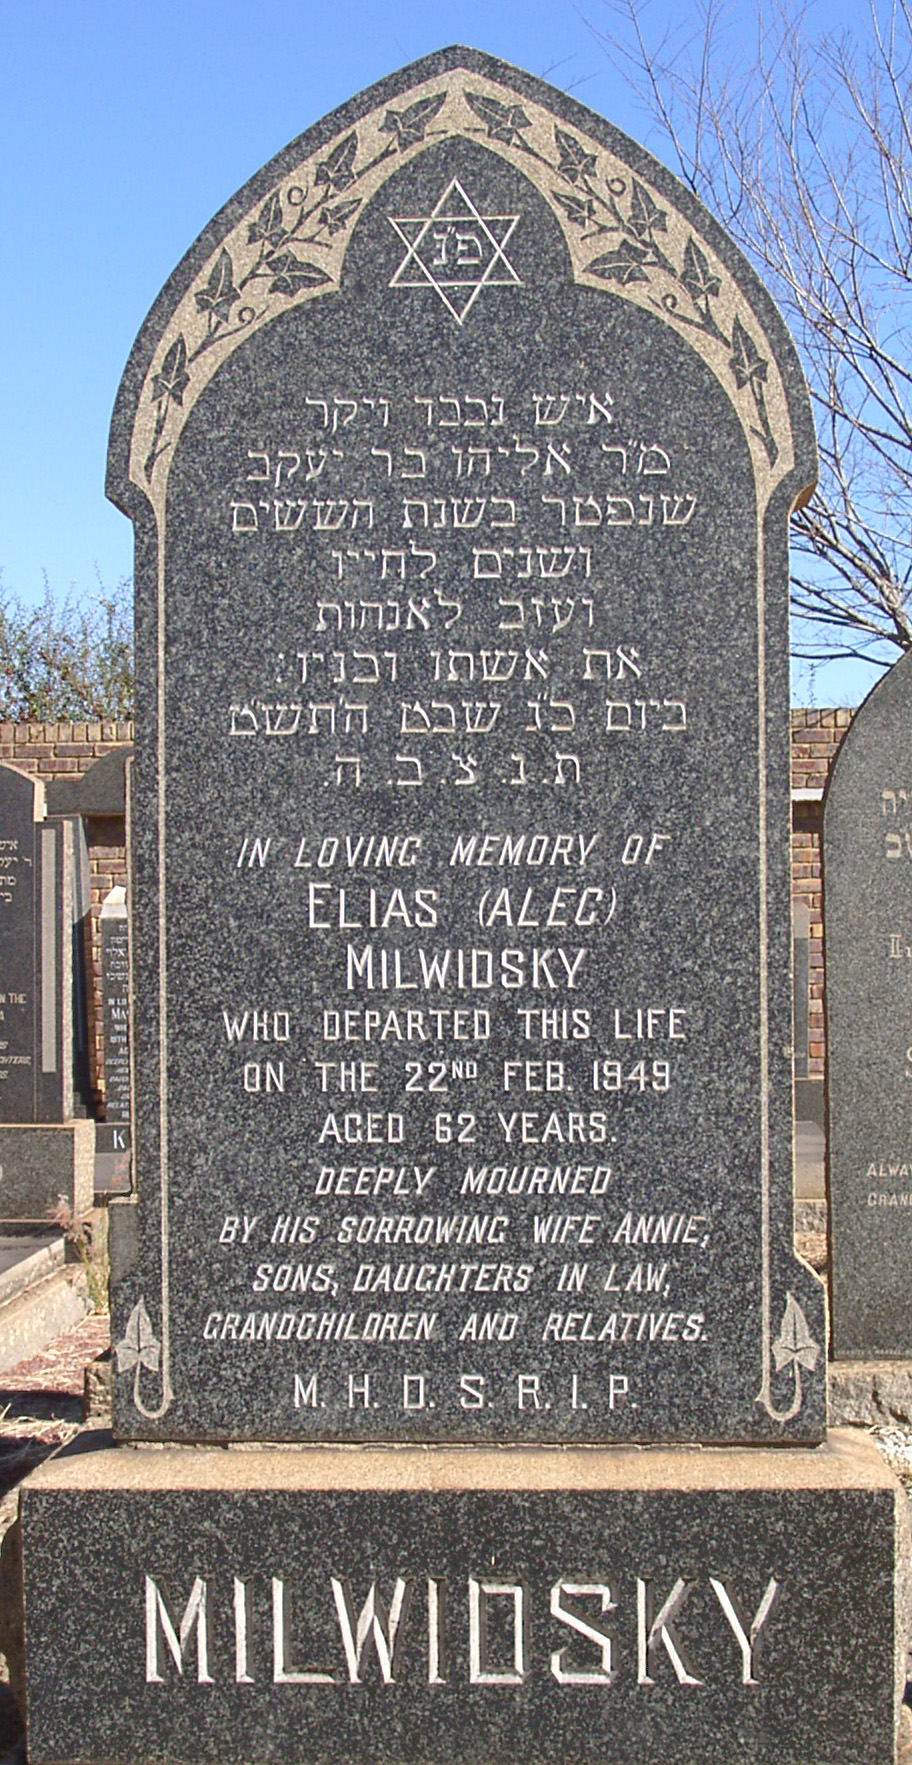 פ"נ
איש נכבד ויקר
מ"ר אליהו בר יעקב
שנפטר בשנת הששים
ושנים לחייו
ועזב לאנחות
את אשתו ובניו:
ביום כ"ג שבט ה'תש"ט
ת. נ. צ. ב. ה.
IN LOVING MEMORY OF
ELIAS (ALEC)
MILWIDSKY
WHO DEPARTED THIS LIFE
ON THE 22ND FEB. 1949
AGED 62 YEARS.
DEEPLY MOURNED
BY HIS SORROWING WIFE ANNIE,
SONS, DAUGHTERS IN LAW,
GRANDCHILDREN AND RELATIVES.
M.H.D.S.R.I.P.
MILWIDSKY